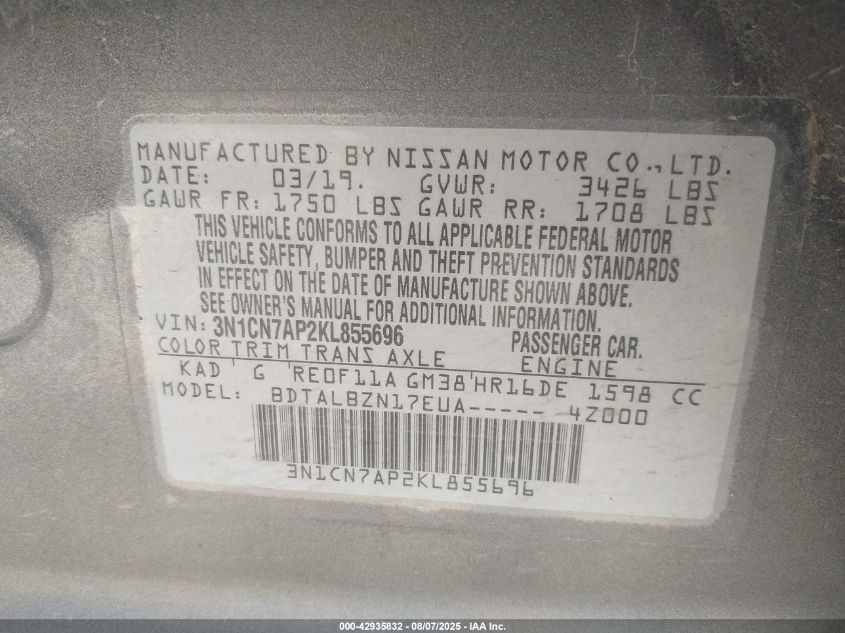 MANUFACTURED BY NISSAN MOTOR CO., LTD.
DATE: 03/19. GVWR: 3426 LBS
GAWR FR: 1750 LBS GAWR RR: 1708 LBS
THIS VEHICLE CONFORMS TO ALL APPLICABLE FEDERAL MOTOR
VEHICLE SAFETY, BUMPER AND THEFT PREVENTION STANDARDS
IN EFFECT ON THE DATE OF MANUFACTURE SHOWN ABOVE.
SEE OWNER'S MANUAL FOR ADDITIONAL INFORMATION.
VIN: 3N1CN7AP2KL855696 PASSENGER CAR.
COLOR TRIM TRANS AXLE ENGINE
KAD ' G 'RE0F11A GM38'HR16DE 1598 CC
MODEL: BDTALBZN17EUA----- 4Z000
3N1CN7AP2KL855696
000-42935832 - 08/07/2025 - IAA Inc.